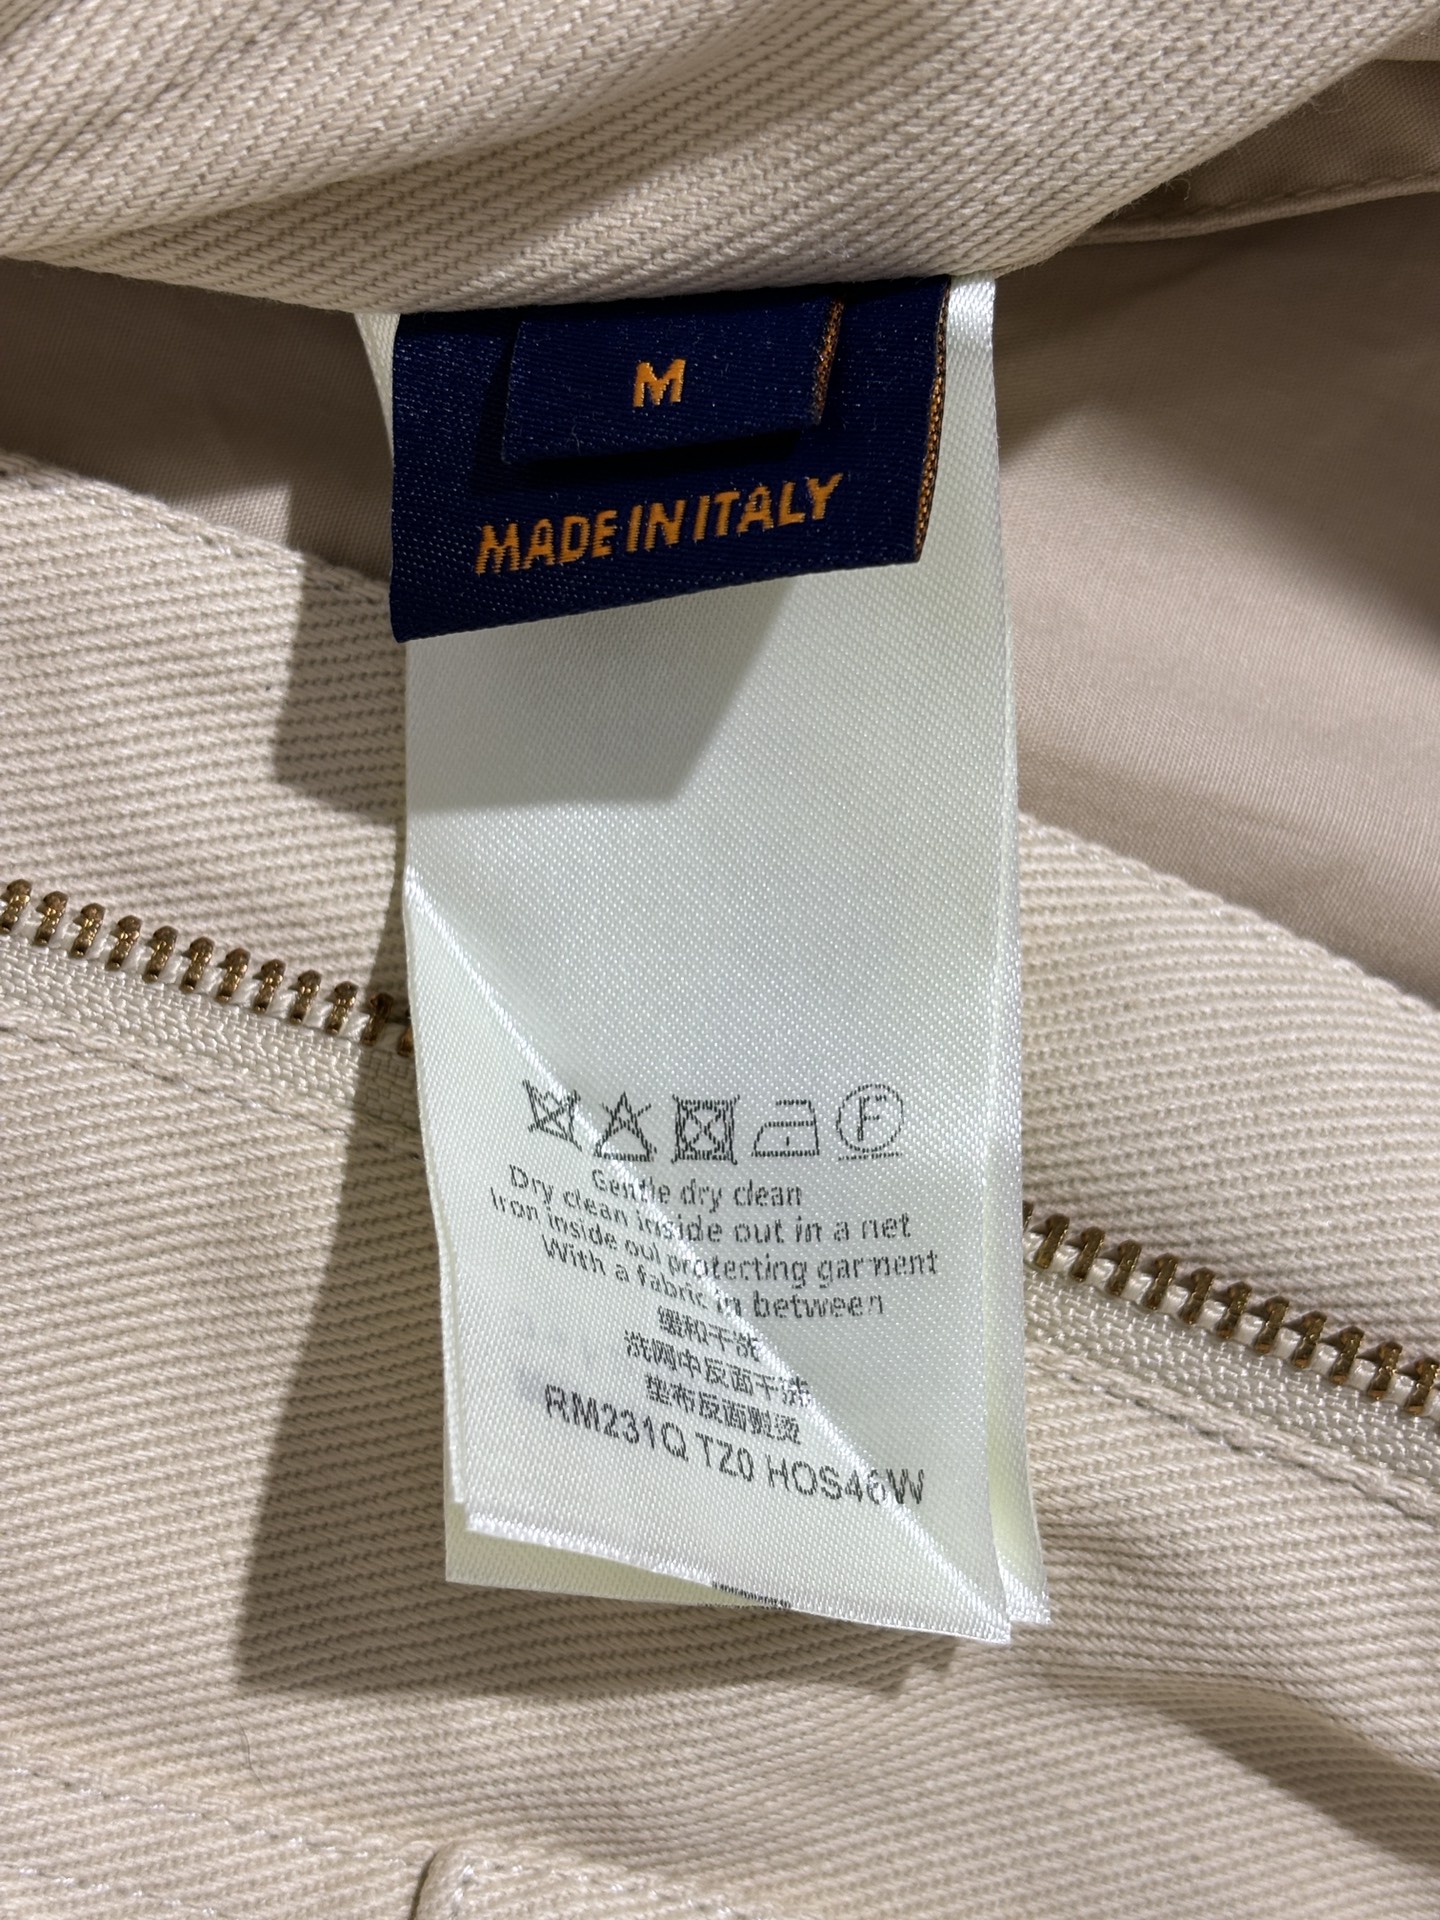 M
MADE IN ITALY
F
Gentle dry clean
Dry clean inside out in a net
Iron inside out protecting garment
With a fabric in between
缓和干洗
洗网中反面干洗
垫布反面熨烫
RM231Q TZ0 HOS46W